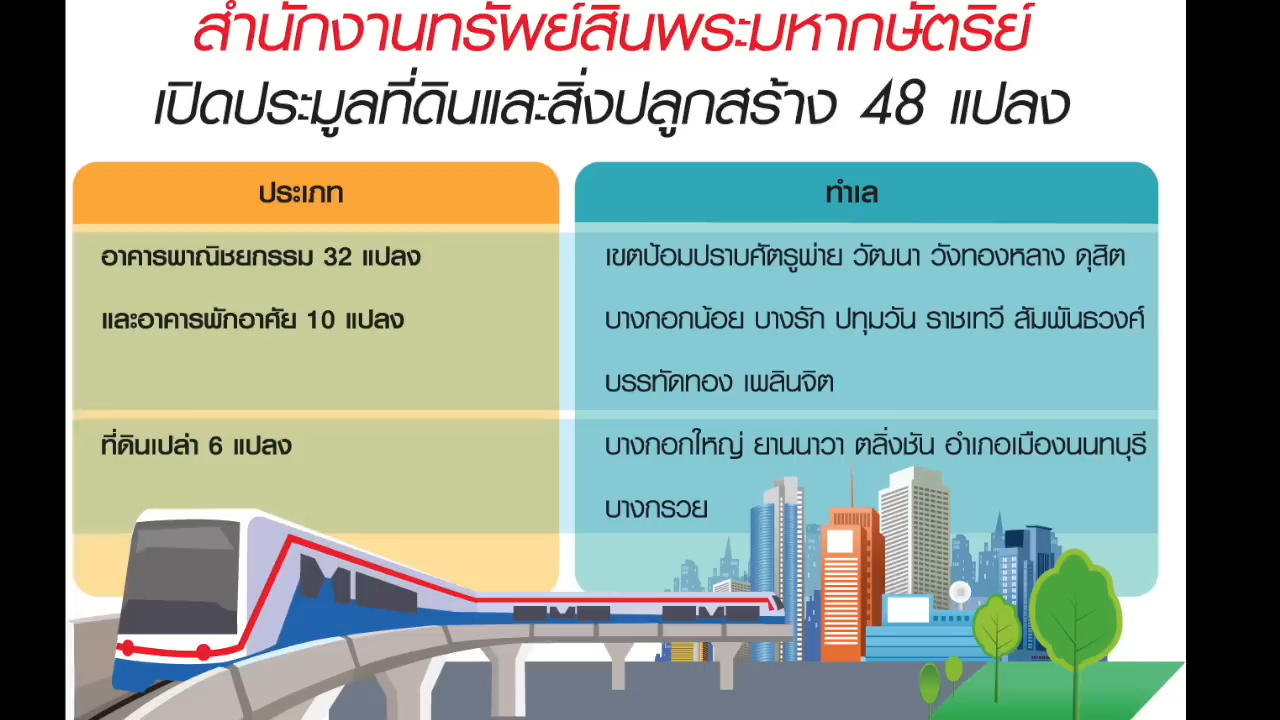 สำนักงานทรัพย์สินพระมหากษัตริย์
เปิดประมูลที่ดินและสิ่งปลูกสร้าง 48 แปลง
ประเภท
ทำเล
อาคารพาณิชยกรรม 32 แปลง
และอาคารพักอาศัย 10 แปลง
เขตป้อมปราบศัตรูพ่าย วัฒนา วังทองหลาง ดุสิต
บางกอกน้อย บางรัก ปทุมวัน ราชเทวี สัมพันธวงศ์
บรรทัดทอง เพลินจิต
ที่ดินเปล่า 6 แปลง
บางกอกใหญ่ ยานนาวา ตลิ่งชัน อำเภอเมืองนนทบุรี
บางกรวย